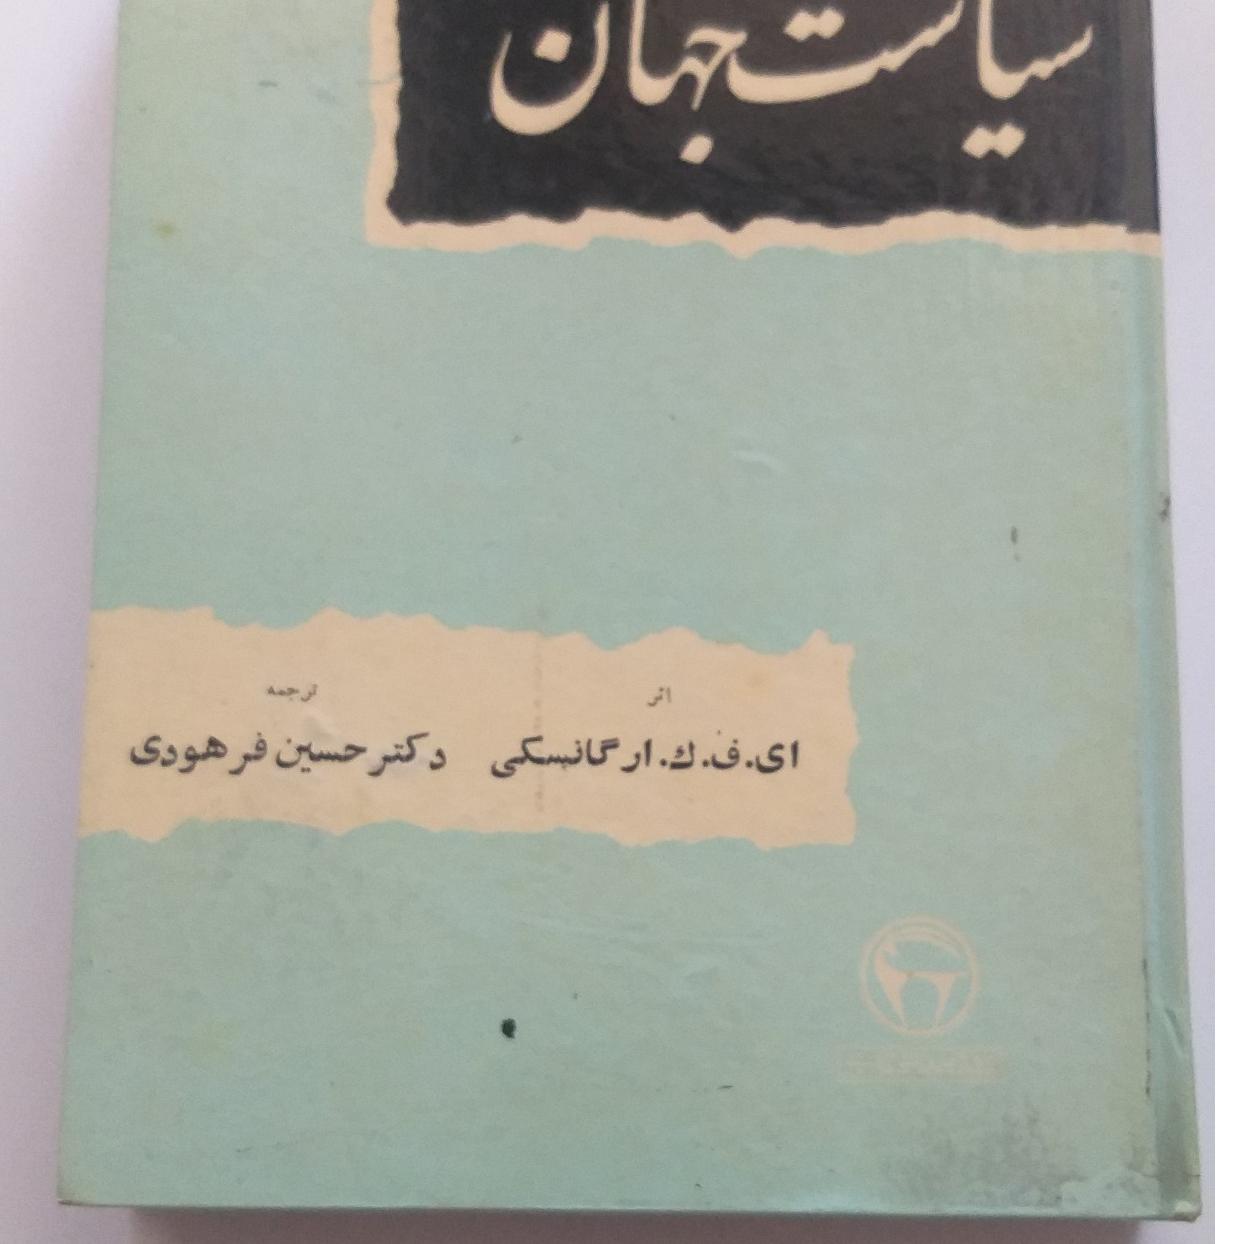 سیاست جهان
اثر
ای. ف. ك. ارگانسکی
ترجمه
دکتر حسین فرهودی